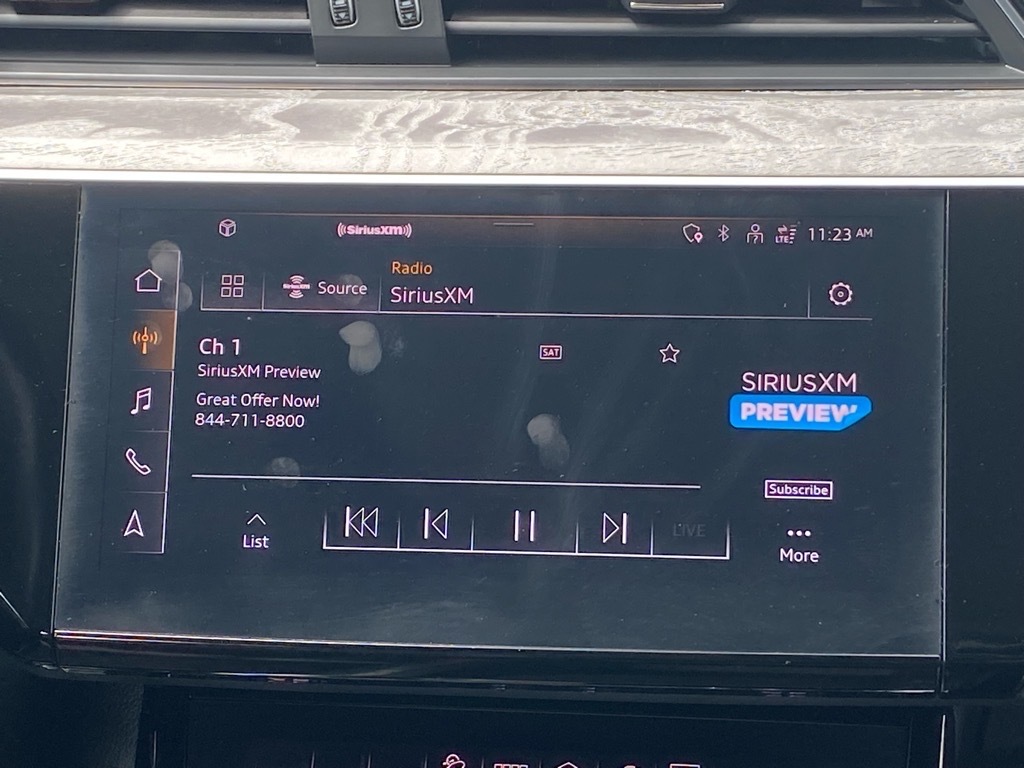 SiriusXM
LTE 11:23 AM
Radio
Source SiriusXM
Ch 1
SAT
SiriusXM Preview
Great Offer Now!
844-711-8800
SIRIUSXM
PREVIEW
Subscribe
LIVE
List
More